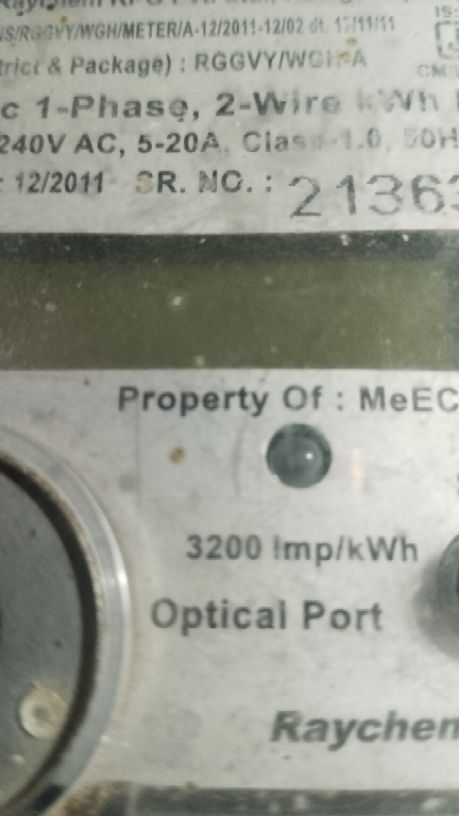 IS:
NS/RGGVY/WGH/METER/A-12/2011-12/02 dt. 17/11/11
trict & Package) : RGGVY/WGH-A
c 1-Phase, 2-Wire kWh
240V AC, 5-20A, Class-1.0, 50H
: 12/2011 SR. NO. : 21363
Property Of : MeEC
3200 Imp/kWh
Optical Port
Raychem